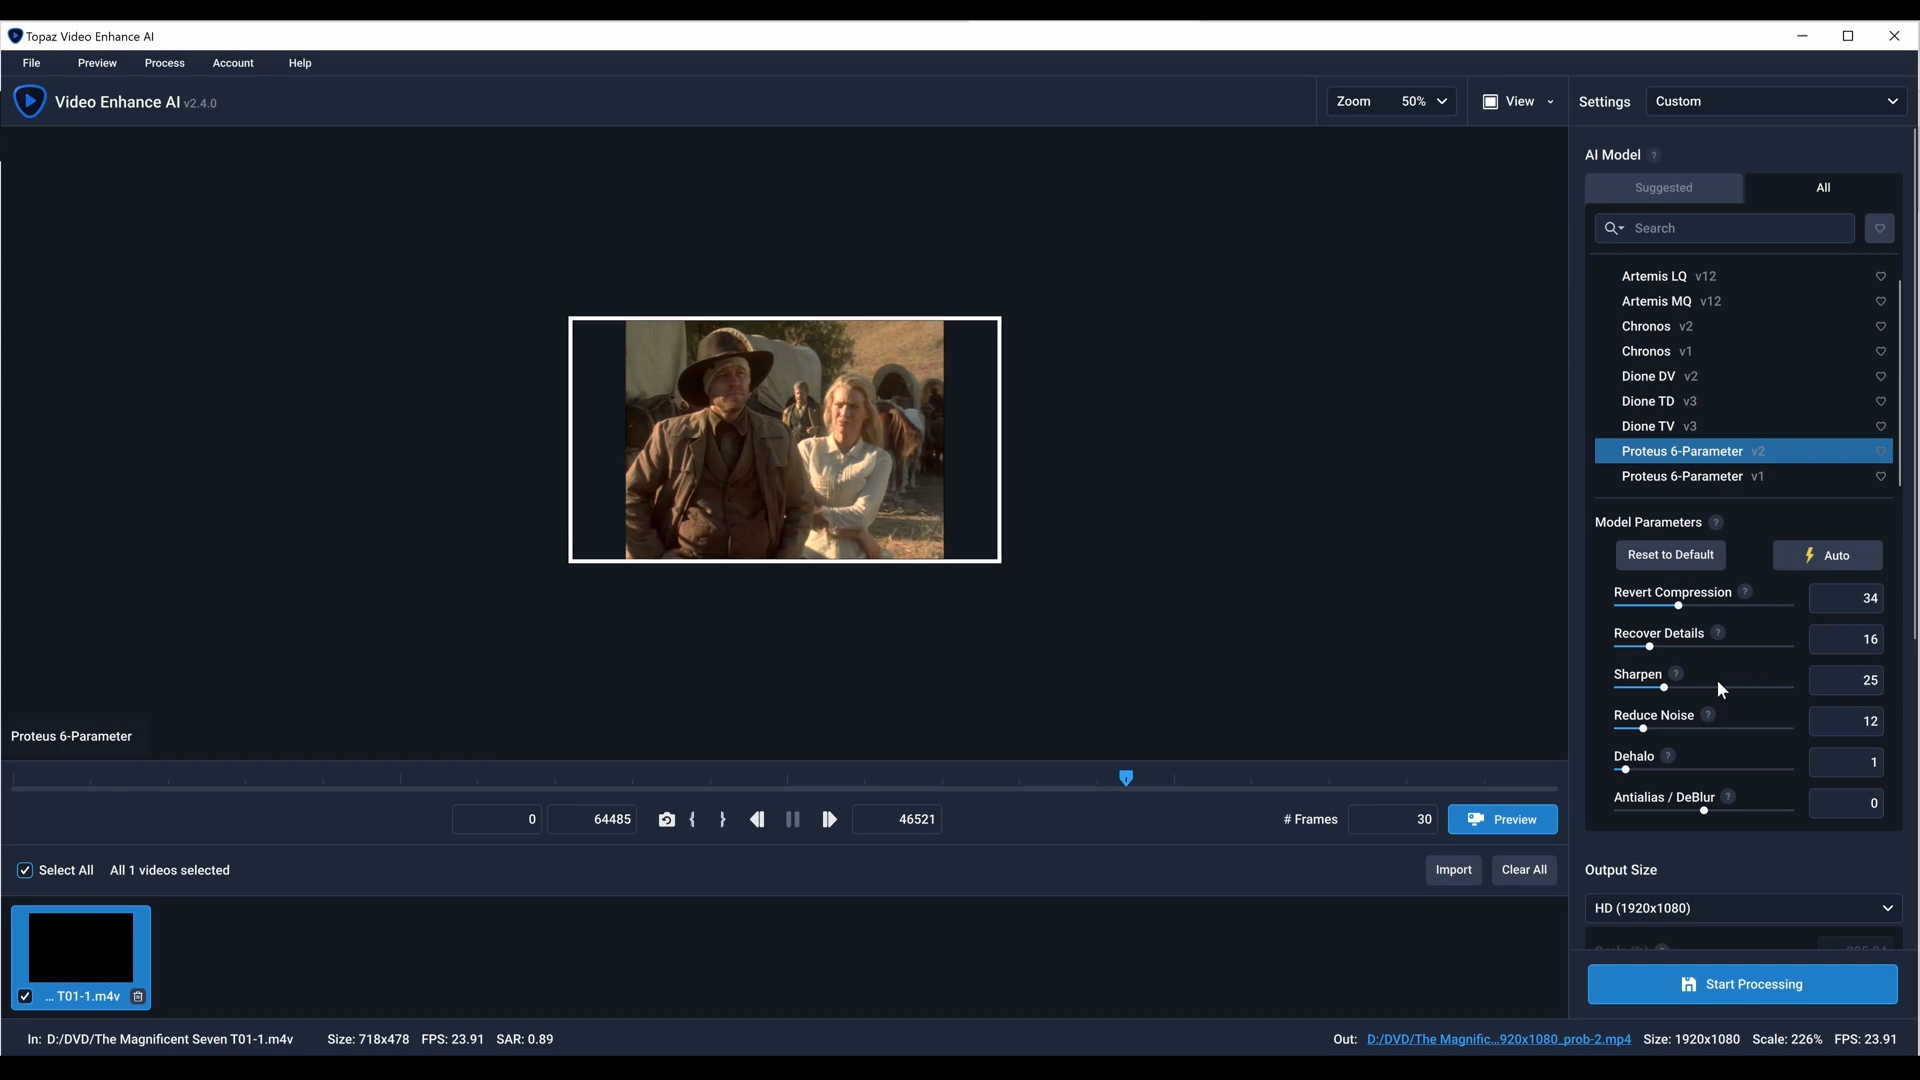 Topaz Video Enhance AI
File Preview Process Account Help
Video Enhance AI v2.4.0
Zoom 50%
View
Settings Custom
AI Model ?
Suggested All
Search
Artemis LQ v12
Artemis MQ v12
Chronos v2
Chronos v1
Dione DV v2
Dione TD v3
Dione TV v3
Proteus 6-Parameter v2
Proteus 6-Parameter v1
Model Parameters ?
Reset to Default Auto
Revert Compression ? 34
Recover Details ? 16
Sharpen ? 25
Reduce Noise ? 12
Dehalo ? 1
Antialias / DeBlur ? 0
Proteus 6-Parameter
0 64485 { } 46521 # Frames 30 Preview
Select All All 1 videos selected Import Clear All
Output Size
HD (1920x1080)
... T01-1.m4v
Start Processing
In: D:/DVD/The Magnificent Seven T01-1.m4v Size: 718x478 FPS: 23.91 SAR: 0.89
Out: D:/DVD/The Magnific...920x1080_prob-2.mp4 Size: 1920x1080 Scale: 226% FPS: 23.91